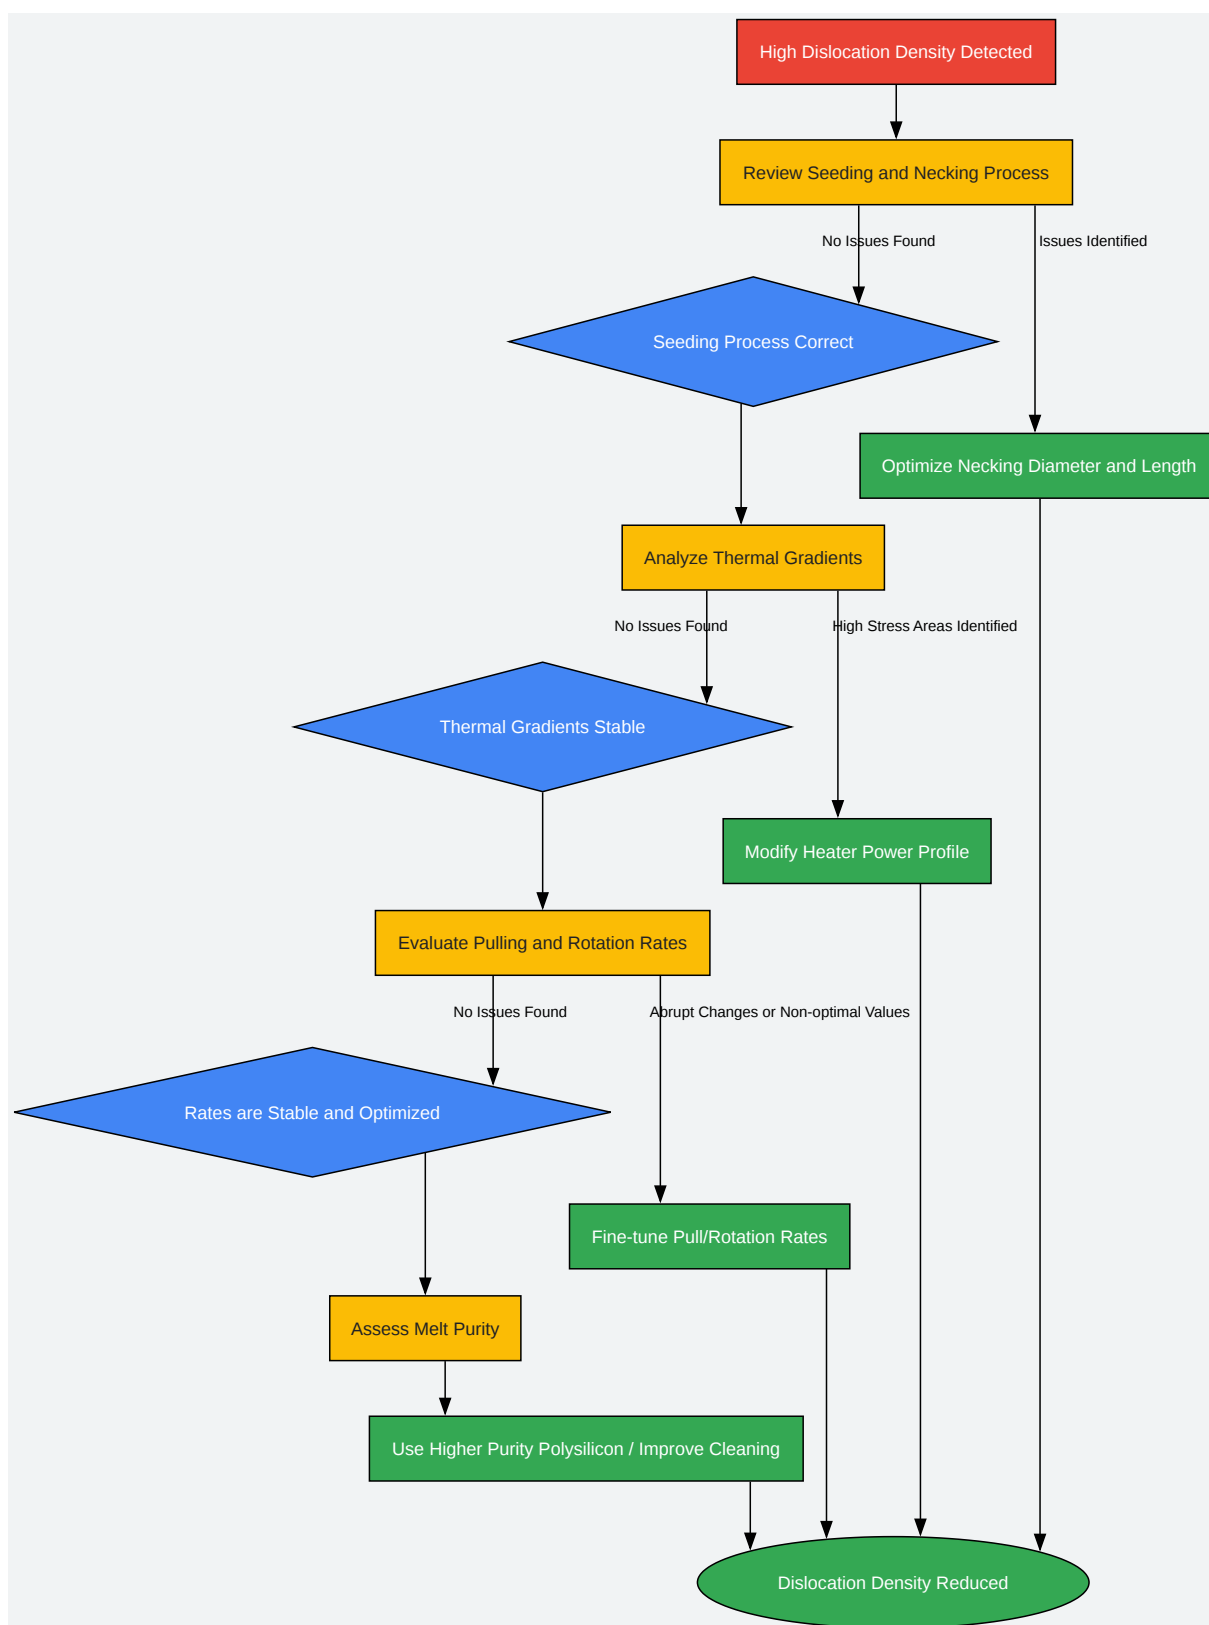 High Dislocation Density Detected
Review Seeding and Necking Process
No Issues Found
Issues Identified
Seeding Process Correct
Optimize Necking Diameter and Length
Analyze Thermal Gradients
No Issues Found
High Stress Areas Identified
Thermal Gradients Stable
Modify Heater Power Profile
Evaluate Pulling and Rotation Rates
No Issues Found
Abrupt Changes or Non-optimal Values
Rates are Stable and Optimized
Fine-tune Pull/Rotation Rates
Assess Melt Purity
Use Higher Purity Polysilicon / Improve Cleaning
Dislocation Density Reduced